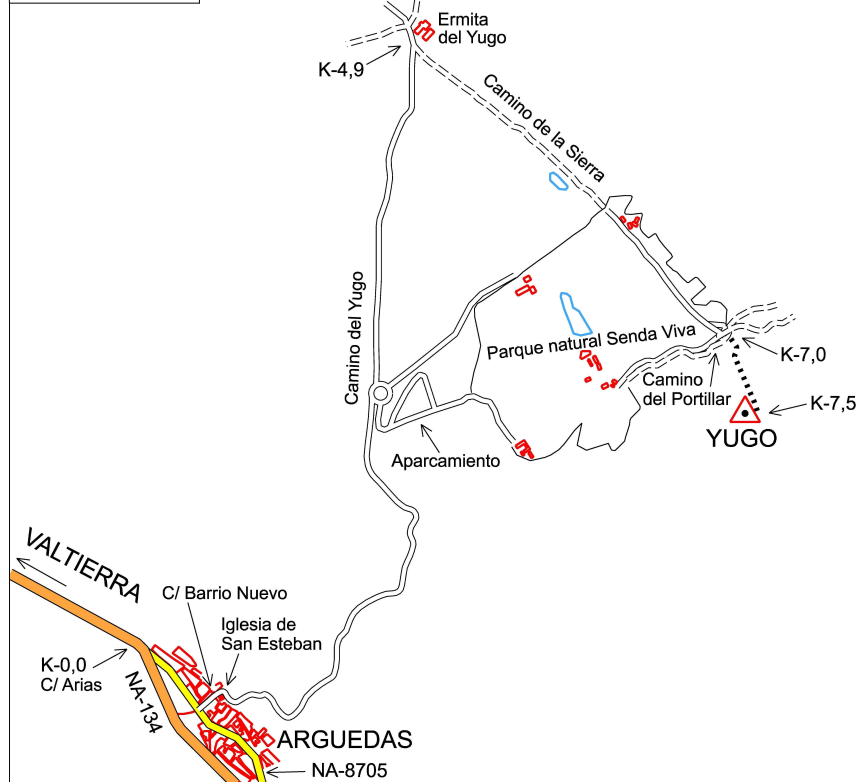 Ermita
del Yugo
K-4,9
Camino de la Sierra
Camino del Yugo
Parque natural Senda Viva
K-7,0
Camino
del Portillar
K-7,5
YUGO
Aparcamiento
VALTIERRA
C/ Barrio Nuevo
Iglesia de
San Esteban
K-0,0
C/ Arias
NA-134
ARGUEDAS
NA-8705